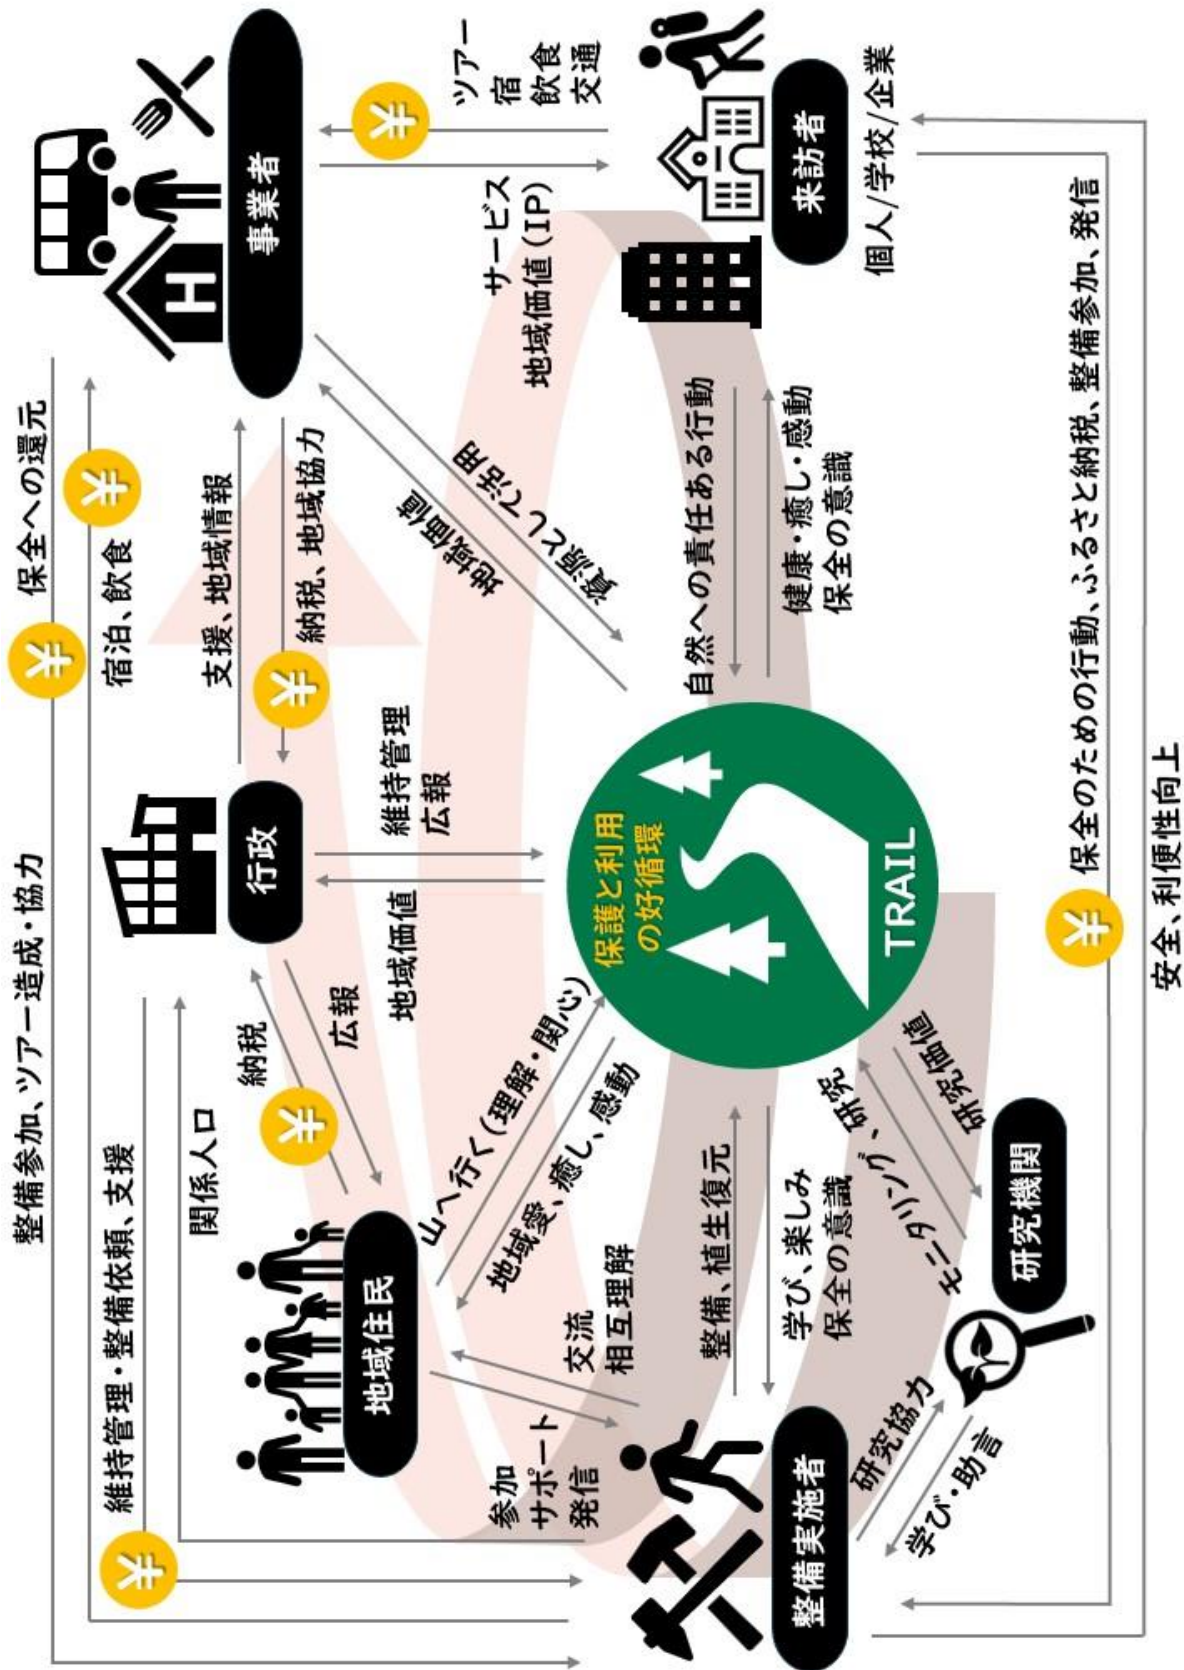 整備参加、ツアー造成・協力
保全への還元
¥
宿泊、飲食
¥
維持管理・整備依頼、支援
¥
関係人口
行政
支援、地域情報
納税、地域協力
¥
事業者
H
納税
¥
広報
地域住民
地域価値
維持管理
広報
地域価値
資源として活用
サービス
地域価値(IP)
¥
ツアー
宿
飲食
交通
山へ行く(理解・関心)
地域愛、癒し、感動
参加
サポート
発信
交流
相互理解
保護と利用
の好循環
TRAIL
自然への責任ある行動
健康・癒し・感動
保全の意識
来訪者
個人/学校/企業
整備、植生復元
学び、楽しみ
保全の意識
整備実施者
モニタリング、研究
研究価値
研究機関
研究協力
学び・助言
¥
保全のための行動、ふるさと納税、整備参加、発信
安全、利便性向上